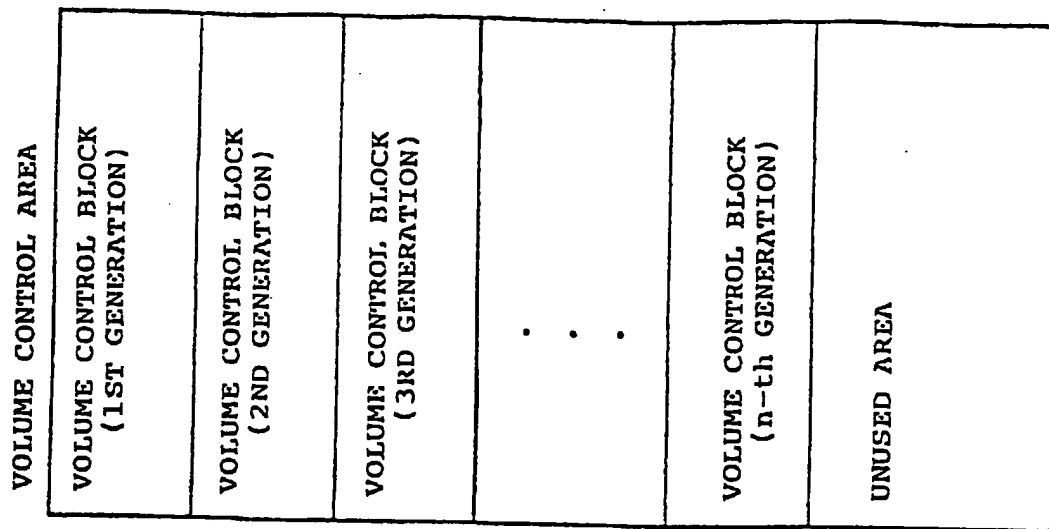 VOLUME CONTROL AREA
VOLUME CONTROL BLOCK
(1ST GENERATION)
VOLUME CONTROL BLOCK
(2ND GENERATION)
VOLUME CONTROL BLOCK
(3RD GENERATION)
. . .
VOLUME CONTROL BLOCK
(n-th GENERATION)
UNUSED AREA